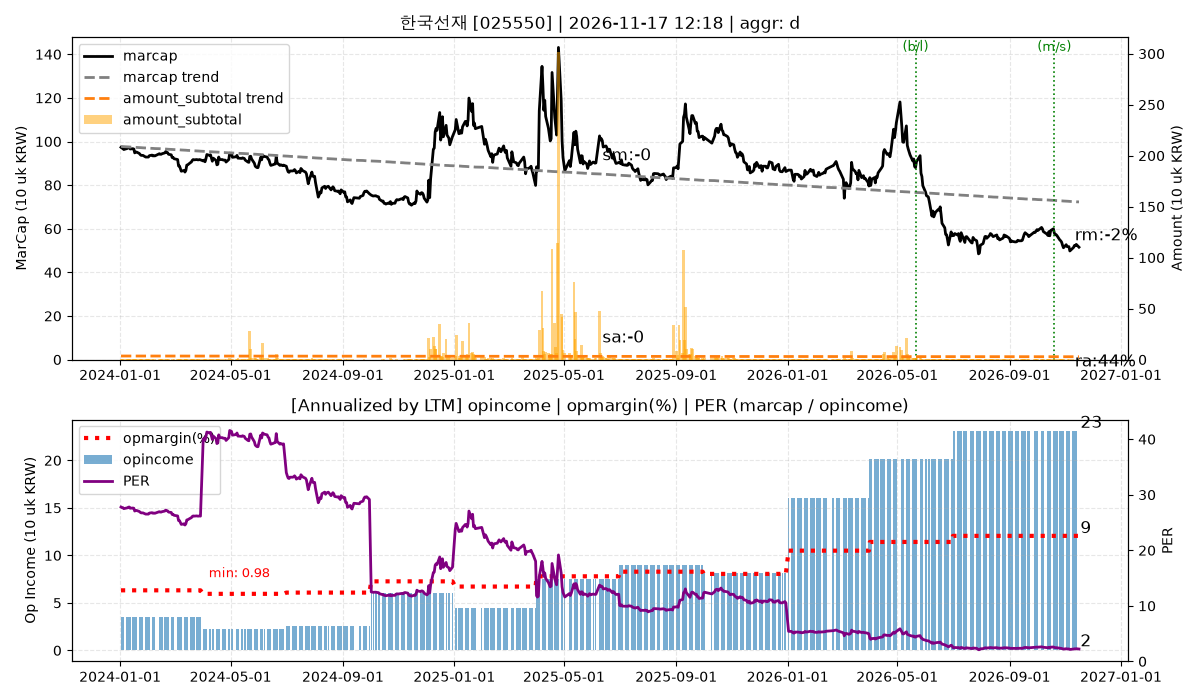 한국선재 [025550] | 2026-11-17 12:18 | aggr: d
marcap
marcap trend
amount_subtotal trend
amount_subtotal
(b/l)
(m/s)
MarCap (10 uk KRW)
Amount (10 uk KRW)
140
120
100
80
60
40
20
0
300
250
200
150
100
50
0
sm:-0
rm:-2%
sa:-0
ra:44%
2024-01-01
2024-05-01
2024-09-01
2025-01-01
2025-05-01
2025-09-01
2026-01-01
2026-05-01
2026-09-01
2027-01-01
[Annualized by LTM] opincome | opmargin(%) | PER (marcap / opincome)
opmargin(%)
opincome
PER
Op Income (10 uk KRW)
PER
20
15
10
5
0
40
30
20
10
0
min: 0.98
23
9
2
2024-01-01
2024-05-01
2024-09-01
2025-01-01
2025-05-01
2025-09-01
2026-01-01
2026-05-01
2026-09-01
2027-01-01